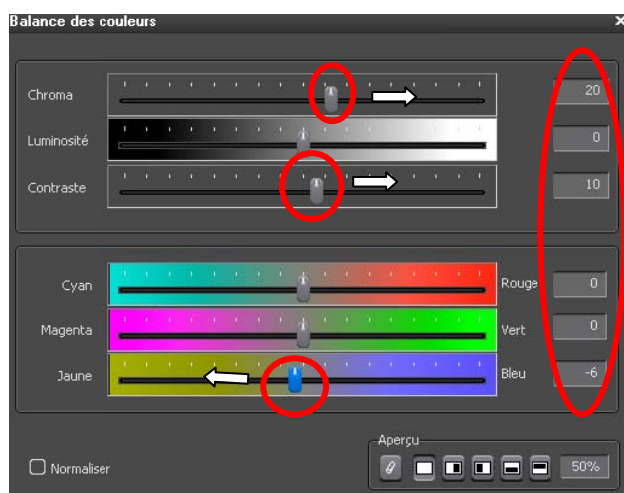 Balance des couleurs x
Chroma 20
Luminosité 0
Contraste 10
Cyan Rouge 0
Magenta Vert 0
Jaune Bleu -6
Aperçu
Normaliser 50%